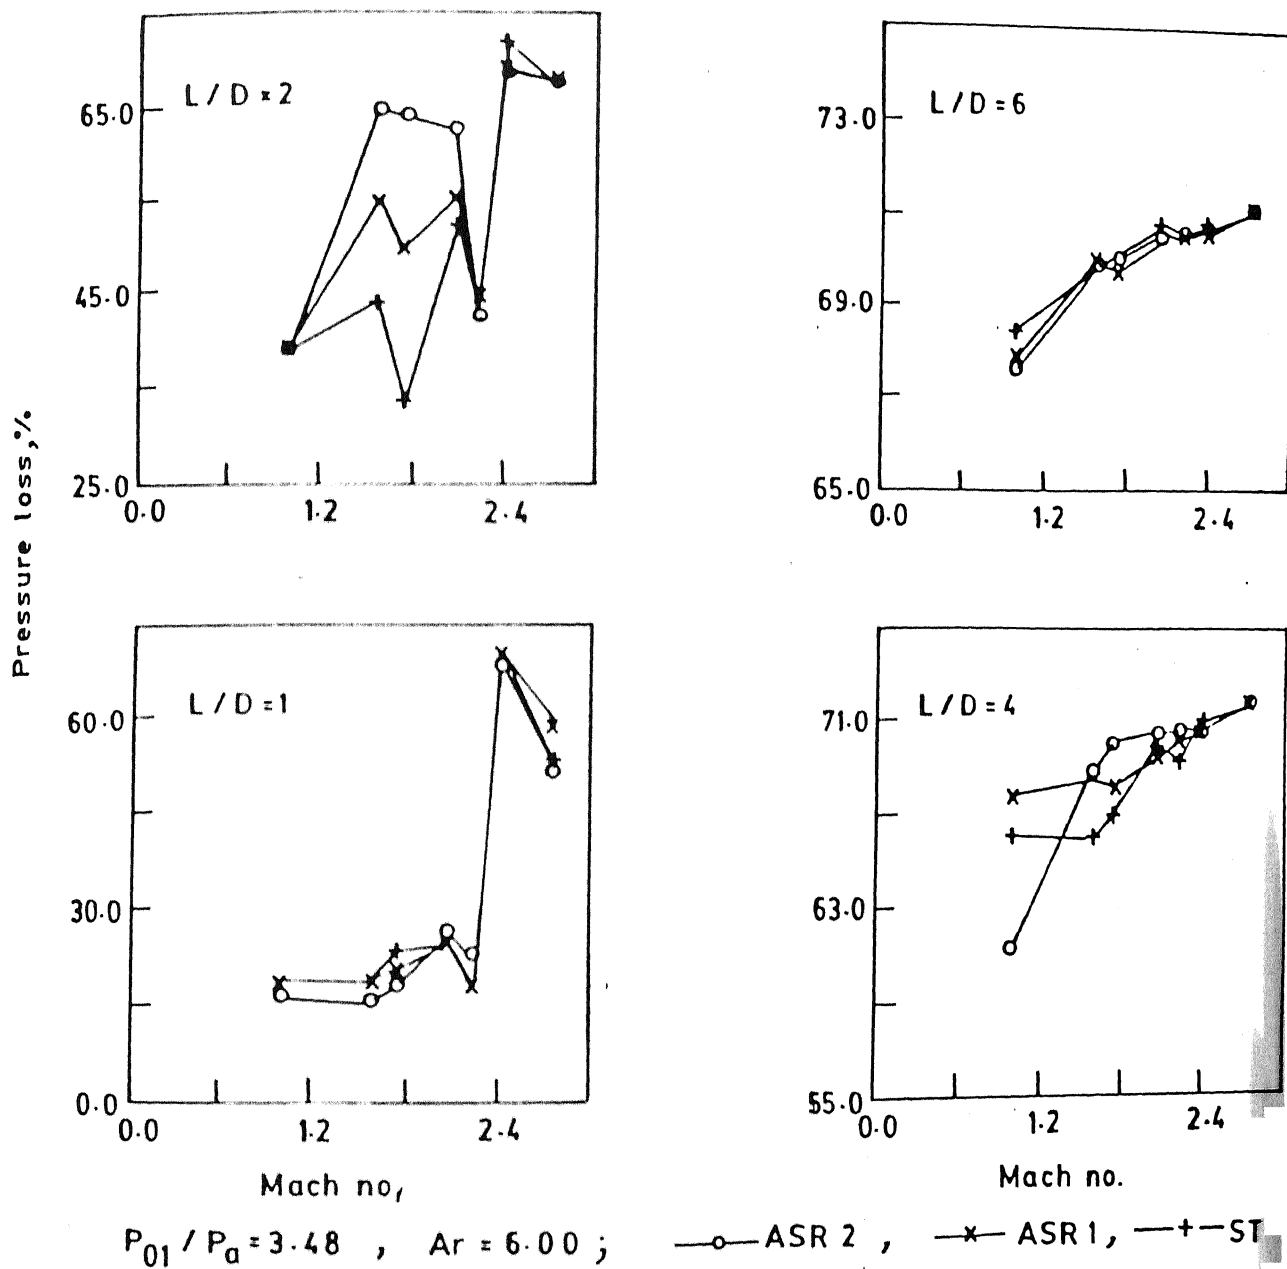 L/D=2
65.0
45.0
25.0
0.0 1.2 2.4
L/D=6
73.0
69.0
65.0
0.0 1.2 2.4
Pressure loss,%
L/D=1
60.0
30.0
0.0
0.0 1.2 2.4
Mach no,
L/D=4
71.0
63.0
55.0
0.0 1.2 2.4
Mach no.
P01/Pa=3.48 , Ar=6.00; —o— ASR 2 , —x— ASR 1, —+— ST